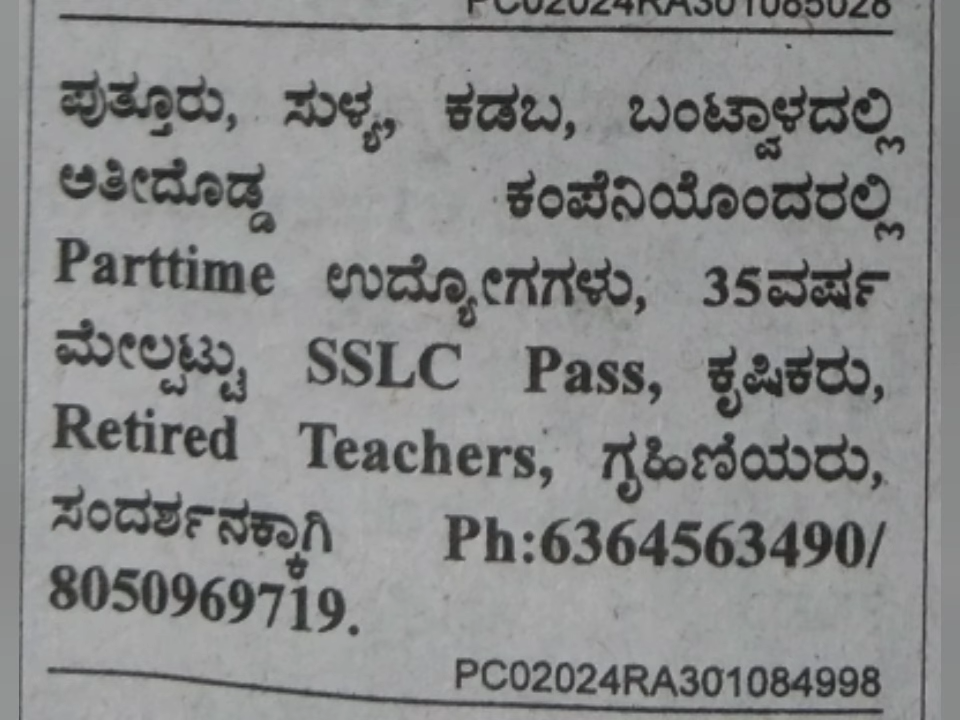 PC02024RA301085028
ಪುತ್ತೂರು, ಸುಳ್ಯ, ಕಡಬ, ಬಂಟ್ವಾಳದಲ್ಲಿ
ಅತೀದೊಡ್ಡ ಕಂಪೆನಿಯೊಂದರಲ್ಲಿ
Parttime ಉದ್ಯೋಗಗಳು, 35ವರ್ಷ
ಮೇಲ್ಪಟ್ಟು SSLC Pass, ಕೃಷಿಕರು,
Retired Teachers, ಗೃಹಿಣಿಯರು,
ಸಂದರ್ಶನಕ್ಕಾಗಿ Ph:6364563490/
8050969719.
PC02024RA301084998